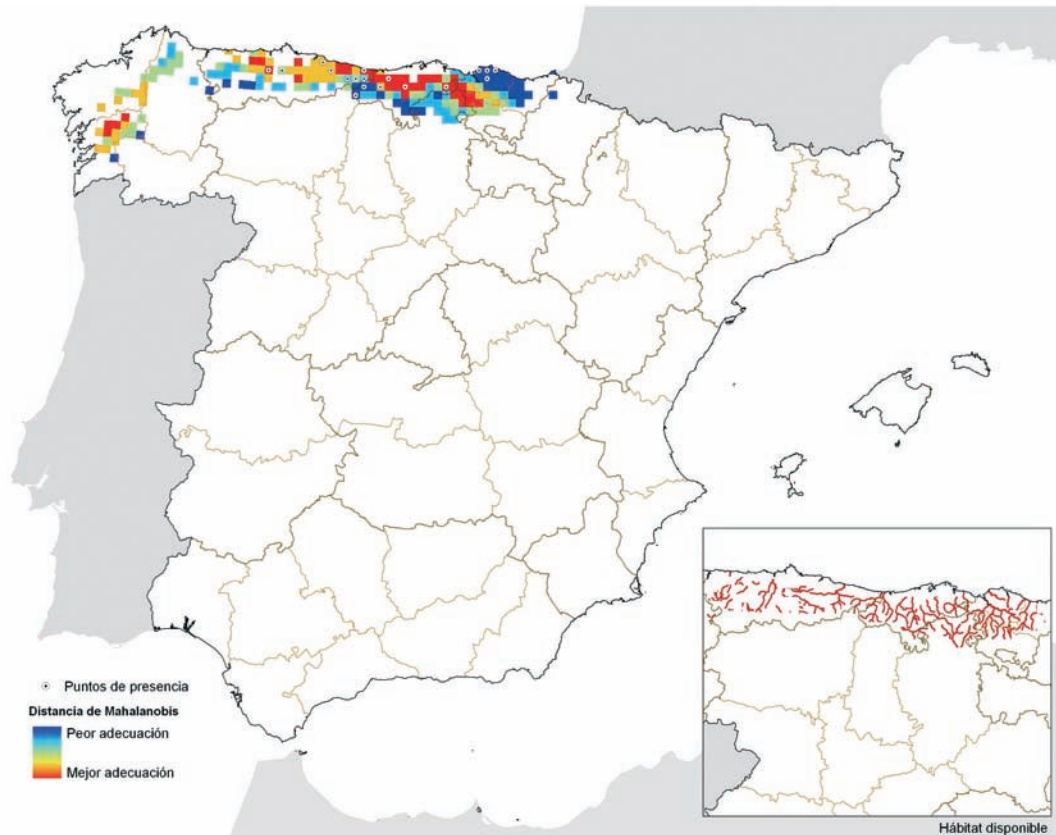 Puntos de presencia
Distancia de Mahalanobis
Peor adecuación
Mejor adecuación
Hábitat disponible